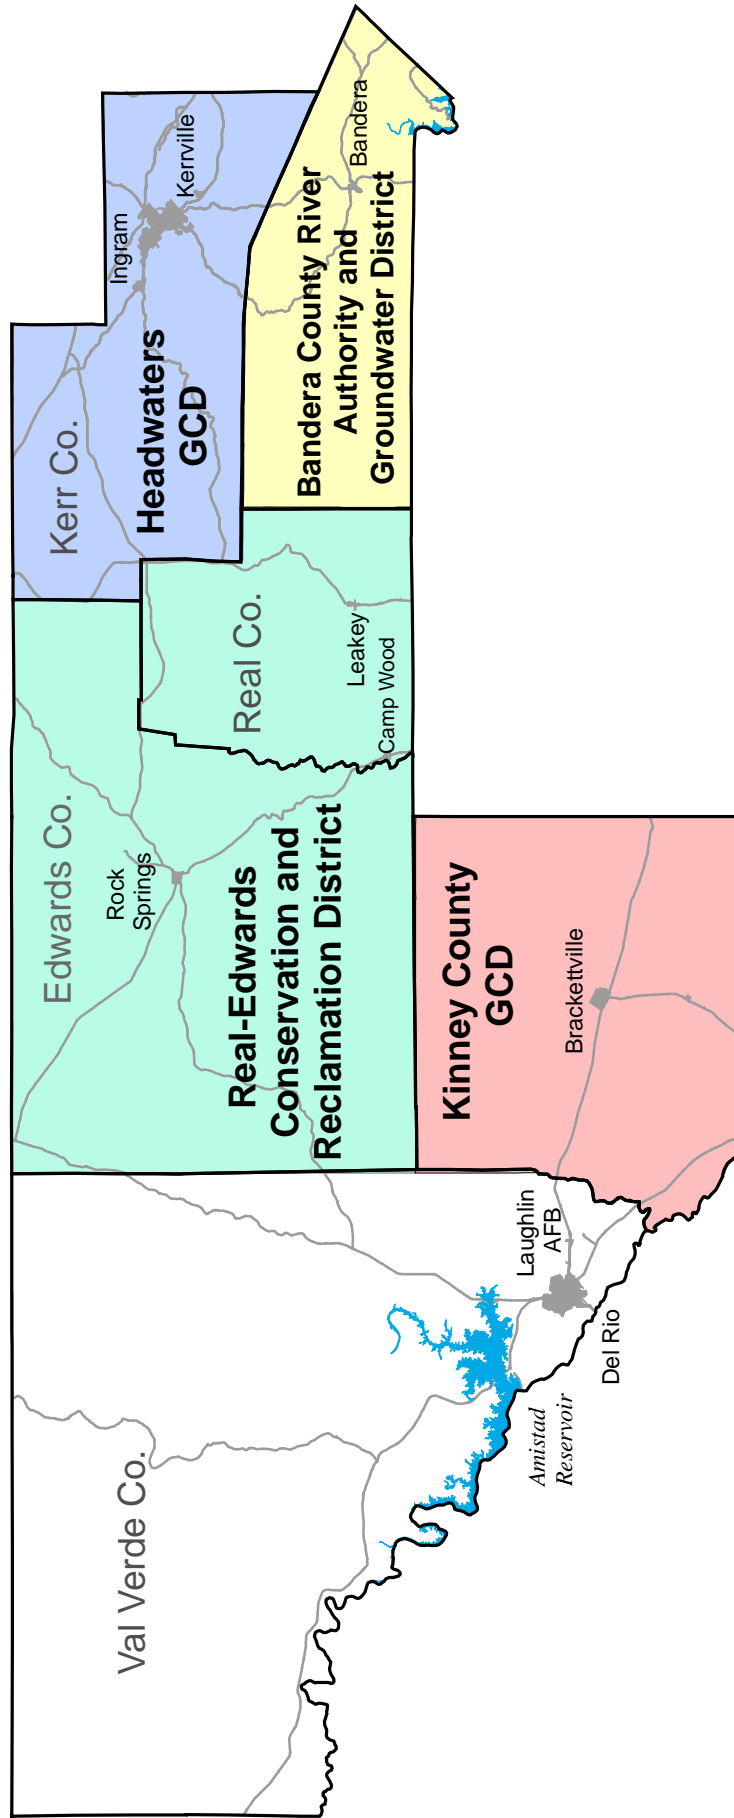 Val Verde Co.
Edwards Co.
Kerr Co.
Real Co.
Rock
Springs
Real-Edwards
Conservation and
Reclamation District
Headwaters
GCD
Ingram
Kerrville
Leakey
Camp Wood
Bandera County River
Authority and
Groundwater District
Bandera
Kinney County
GCD
Brackettville
Laughlin
AFB
Del Rio
Amistad
Reservoir